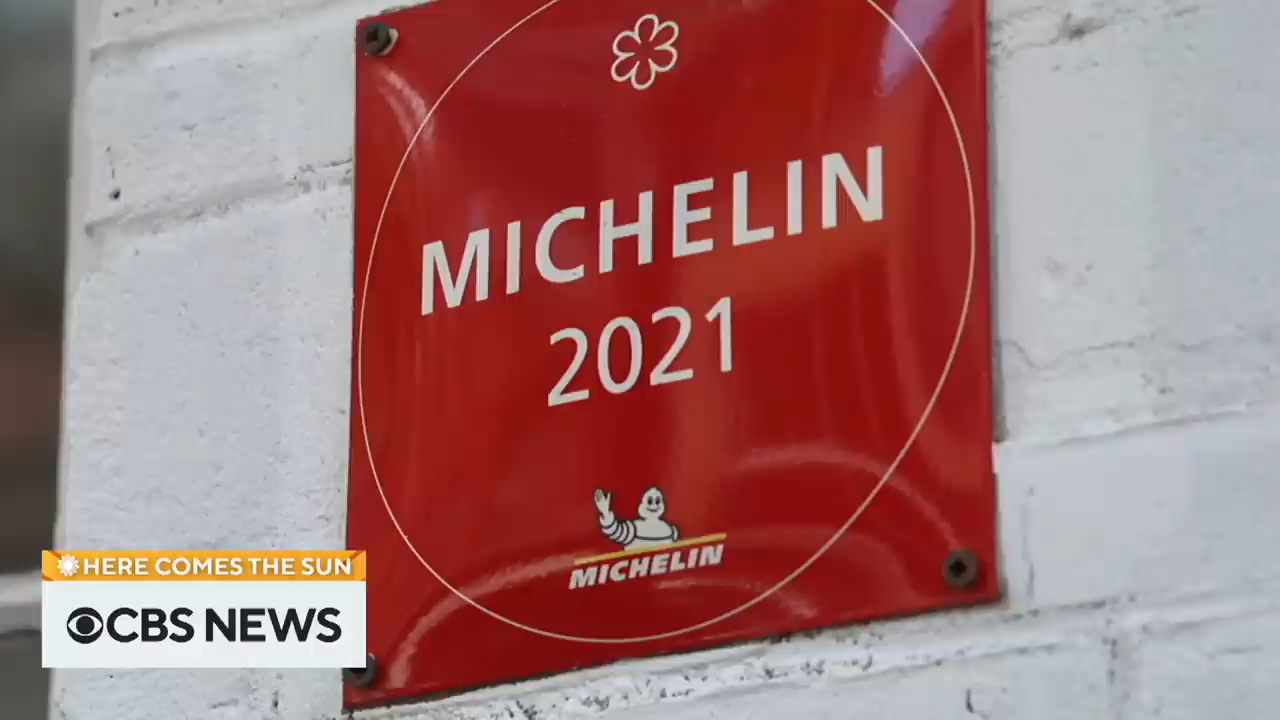 MICHELIN
2021
MICHELIN
HERE COMES THE SUN
CBS NEWS